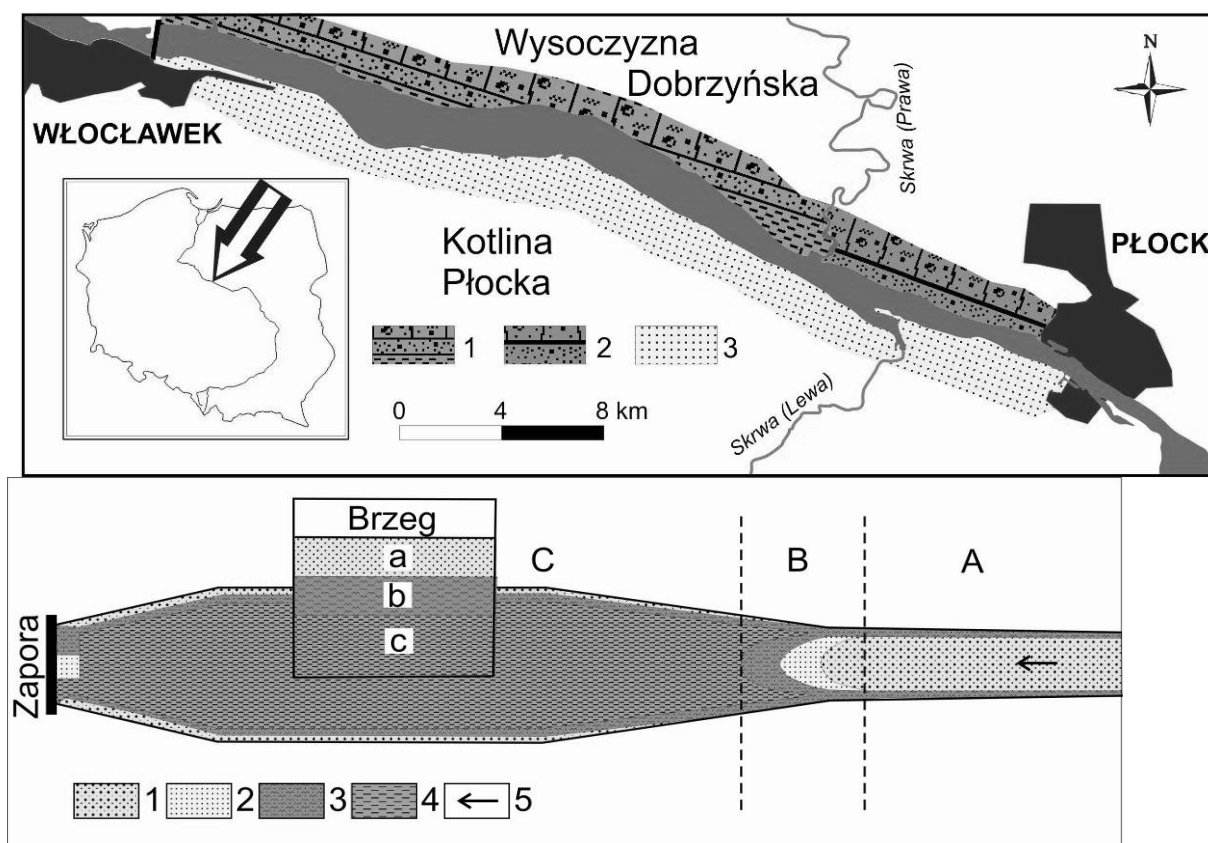 Wysoczyzna
Dobrzyńska
N
Skrwa (Prawa)
WŁOCŁAWEK
PŁOCK
Kotlina
Płocka
1
2
3
0 4 8 km
Skrwa (Lewa)
Brzeg
a
b
c
C
B
A
Zapora
1
2
3
4
5